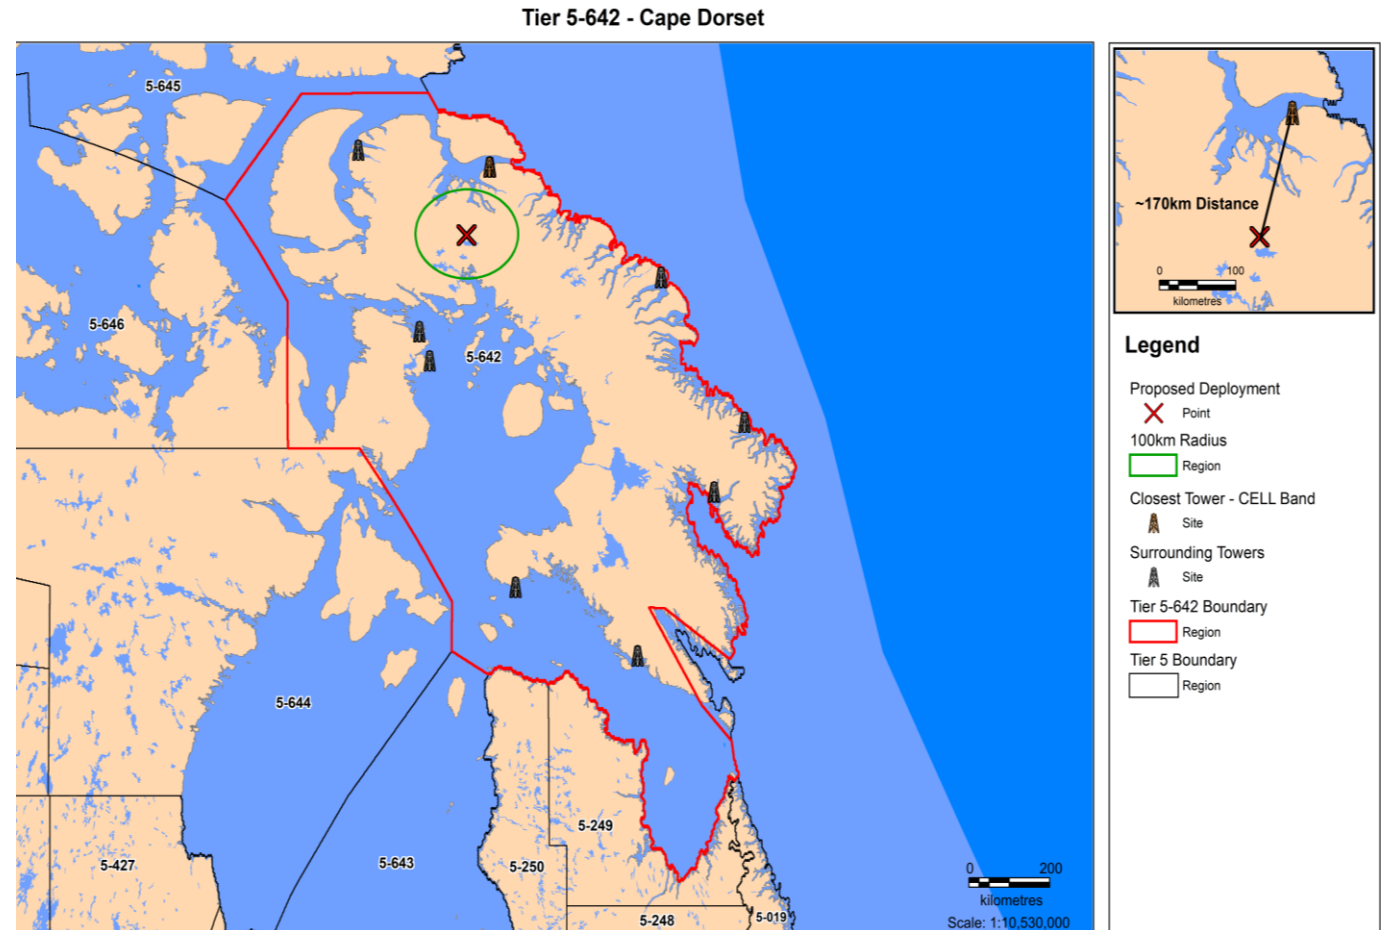 Tier 5-642 - Cape Dorset
5-645
5-646
5-642
5-644
5-643
5-427
5-250
5-249
5-248
5-019
0 200
kilometres
Scale: 1:10,530,000
~170km Distance
0 100
kilometres
Legend
Proposed Deployment
Point
100km Radius
Region
Closest Tower - CELL Band
Site
Surrounding Towers
Site
Tier 5-642 Boundary
Region
Tier 5 Boundary
Region